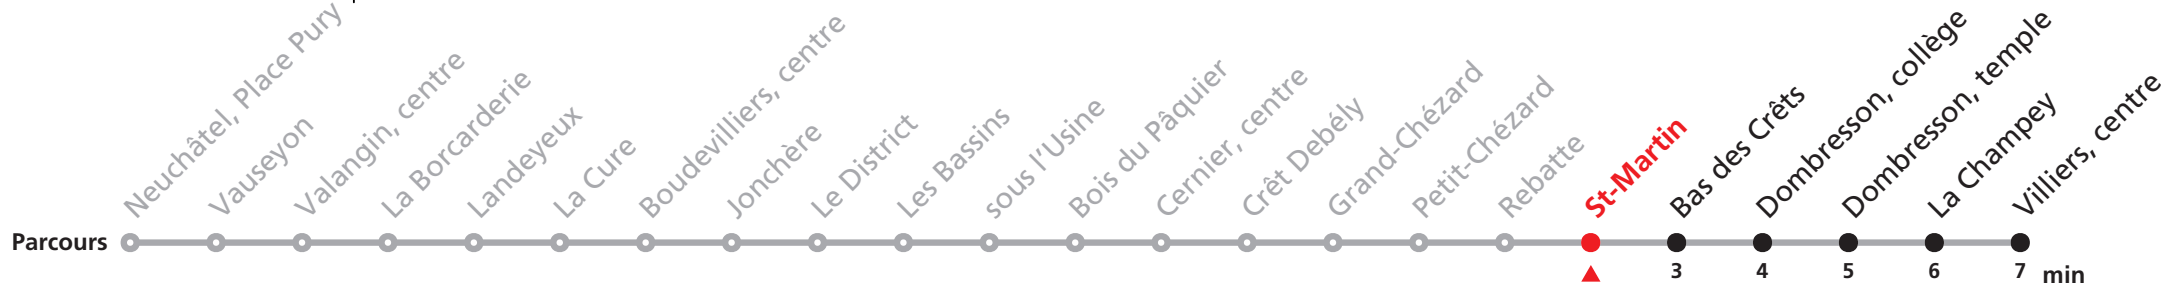 Neuchâtel, Place Pury
Vauseyon
Valangin, centre
La Borcarderie
Landeyeux
La Cure
Boudevilliers, centre
Jonchère
Le District
Les Bassins
sous l'Usine
Bois du Pâquier
Cernier, centre
Crêt Debély
Grand-Chézard
Petit-Chézard
Rebatte
St-Martin
Bas des Crêts
Dombresson, collège
Dombresson, temple
La Champey
Villiers, centre
Parcours
3 4 5 6 7 min